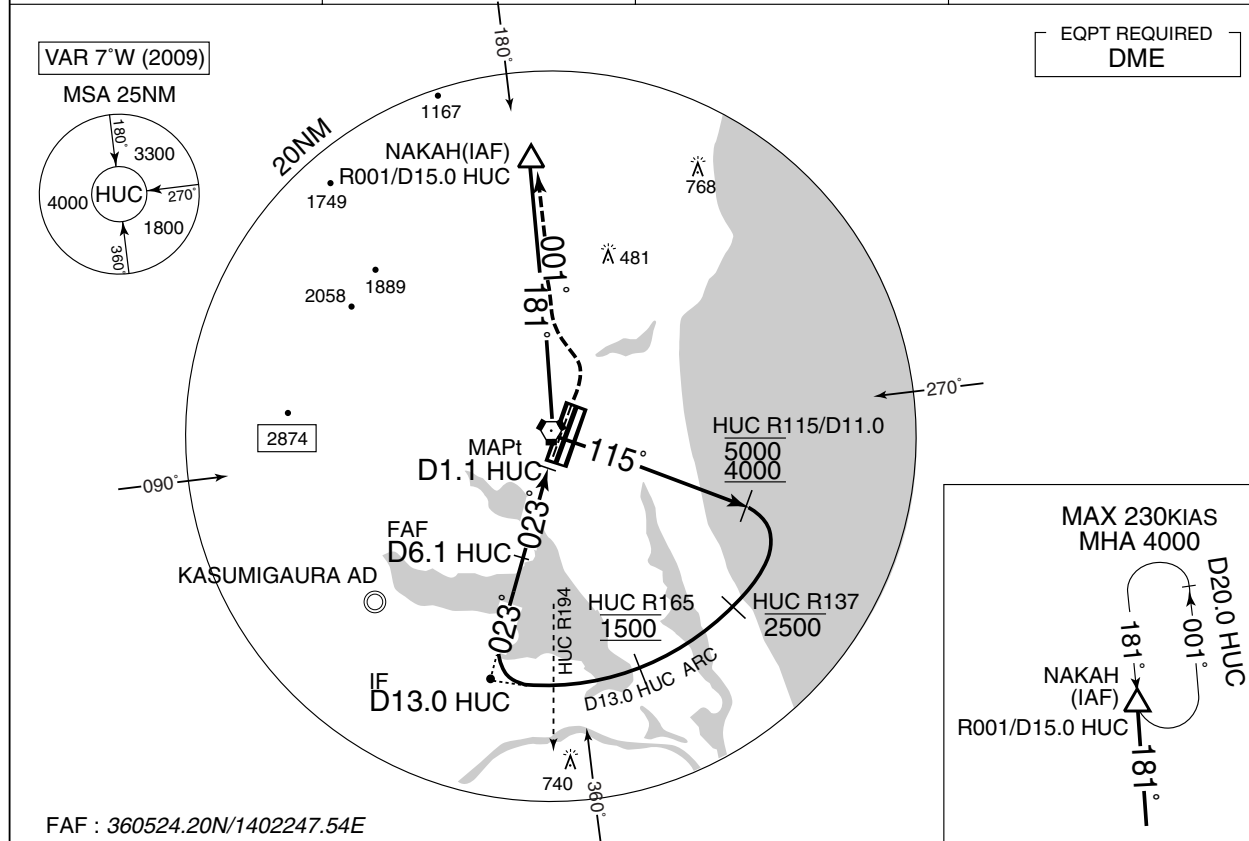 VAR 7°W (2009)
MSA 25NM
180°
3300
HUC
270°
4000
1800
360°
EQPT REQUIRED
DME
180°
20NM
1167
NAKAH(IAF)
R001/D15.0 HUC
768
1749
001°
181°
481
1889
2058
270°
2874
090°
MAPt
D1.1 HUC
115°
HUC R115/D11.0
5000
4000
023°
FAF
D6.1 HUC
KASUMIGAURA AD
023°
HUC R194
HUC R165
1500
HUC R137
2500
D13.0 HUC ARC
IF
D13.0 HUC
740
360°
MAX 230KIAS
MHA 4000
D20.0 HUC
181°
001°
NAKAH
(IAF)
R001/D15.0 HUC
181°
FAF : 360524.20N/1402247.54E